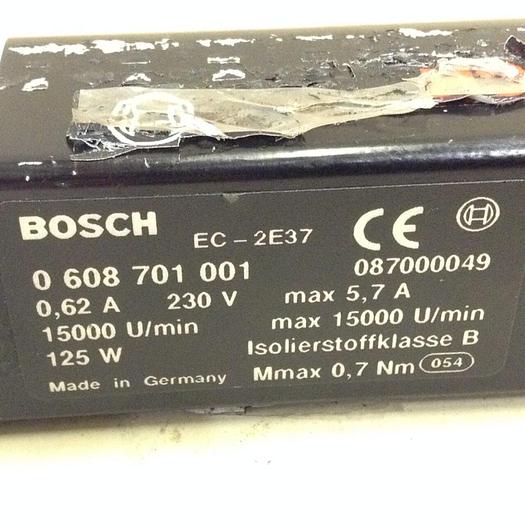 BOSCH EC - 2E37 CE
0 608 701 001 087000049
0,62 A 230 V max 5,7 A
15000 U/min max 15000 U/min
125 W Isolierstoffklasse B
Made in Germany Mmax 0,7 Nm 054